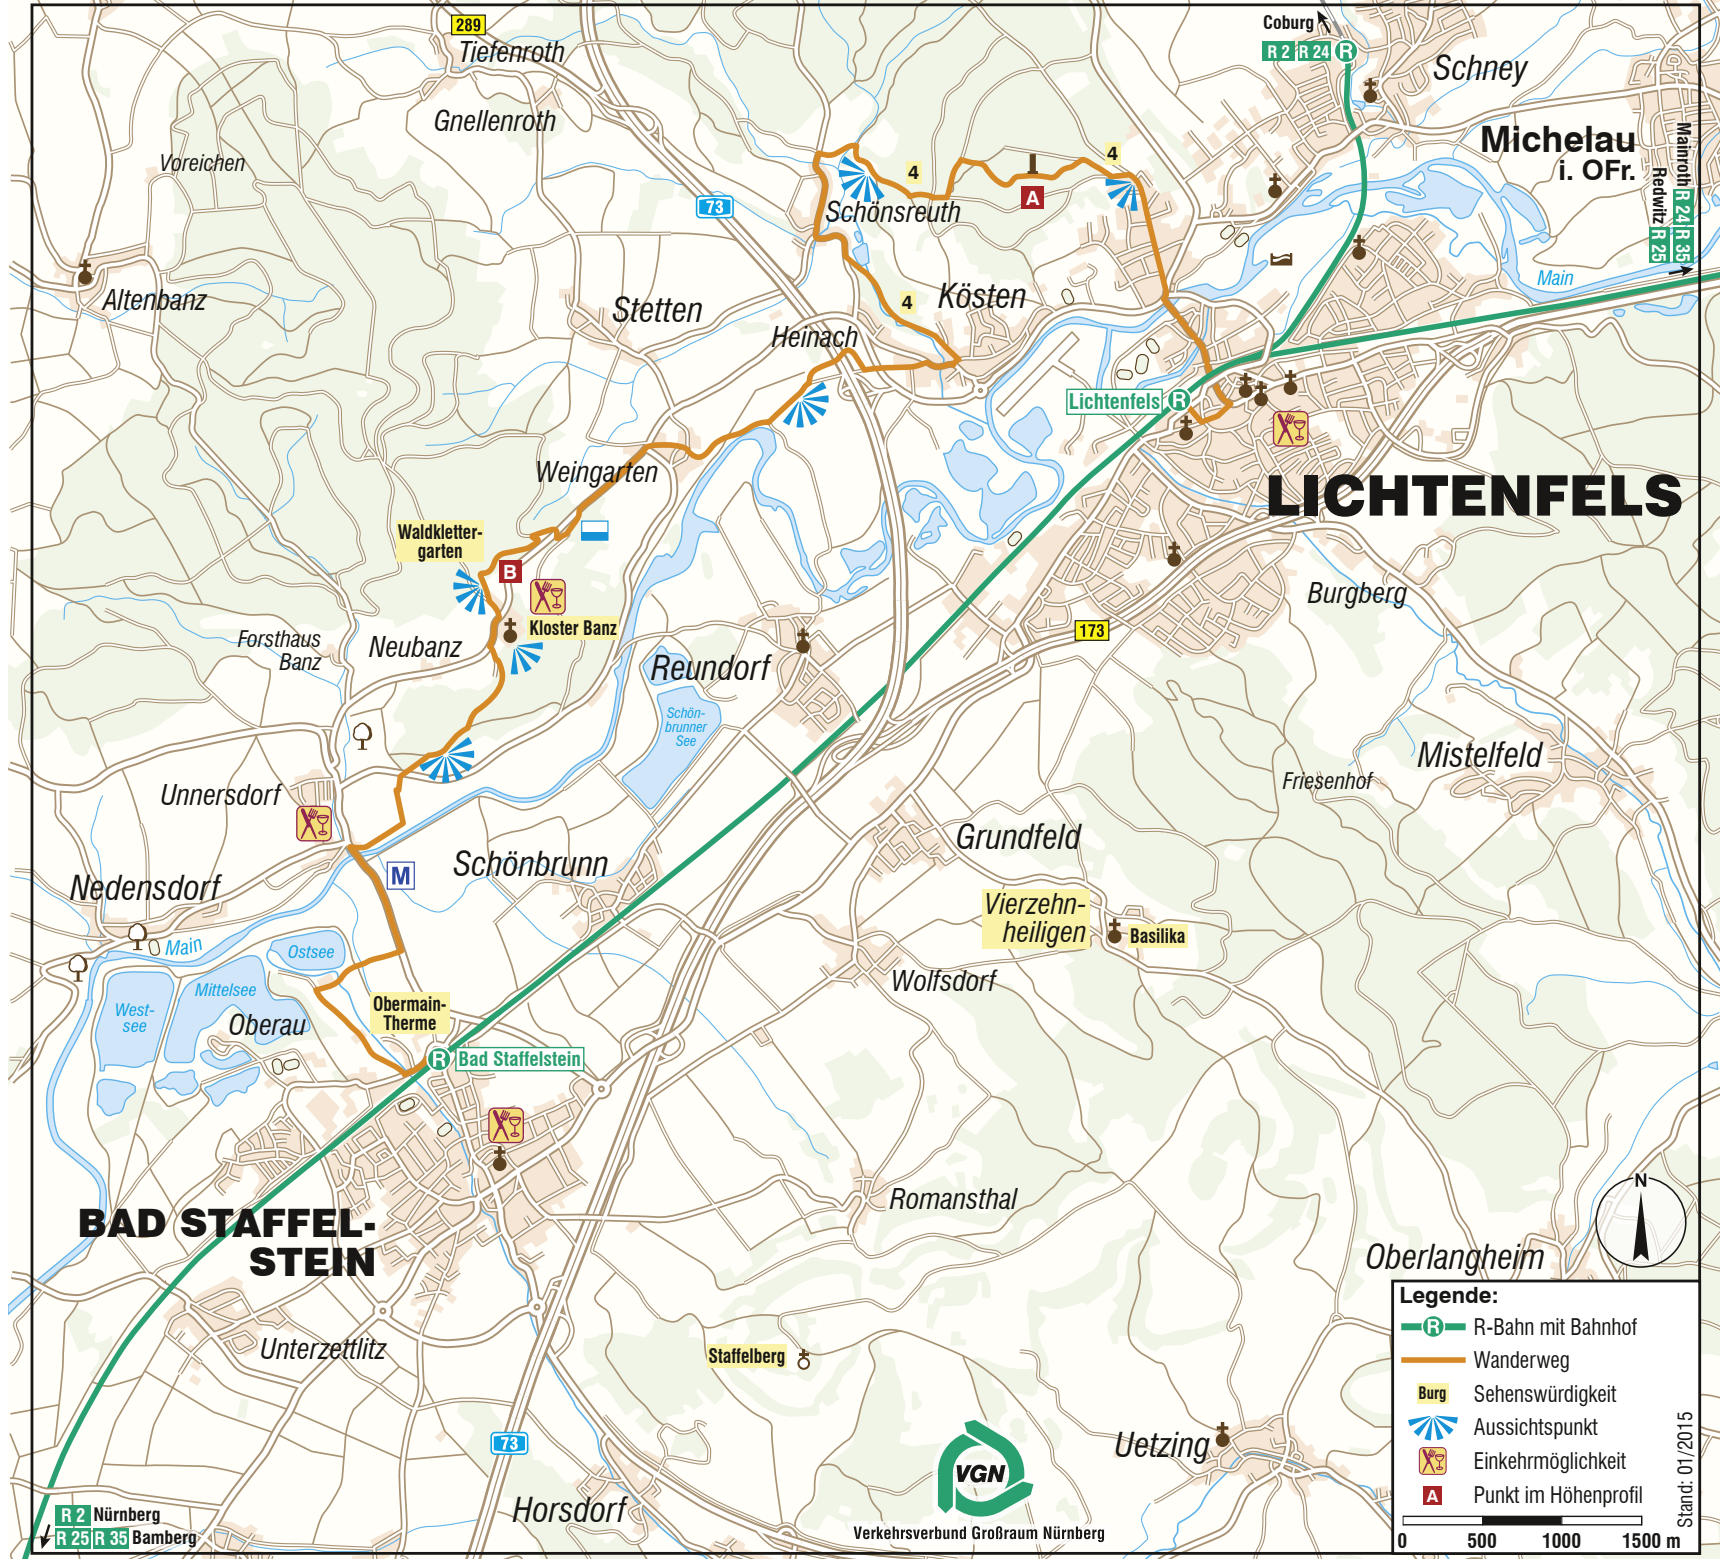 289
Tiefenroth
Coburg
R 2 R 24 R
Schney
Gnellenroth
Michelau
i. OFr.
Mainroth R 24 R 35
Redwitz R 25
Voreichen
4
4
A
73
Schönsreuth
Altenbanz
Stetten
4
Kösten
Main
Heinach
Lichtenfels R
Weingarten
LICHTENFELS
Waldkletter-
garten
B
Kloster Banz
Burgberg
Forsthaus
Banz
Neubanz
173
Reundorf
Schön-
brunner
See
Mistelfeld
Friesenhof
Unnersdorf
Grundfeld
Schönbrunn
M
Nedensdorf
Vierzehn-
heiligen
Basilika
Main
Ostsee
Mittelsee
West-
see
Wolfsdorf
Obermain-
Therme
Oberau
R Bad Staffelstein
BAD STAFFEL-
STEIN
Romansthal
N
Oberlangheim
Unterzettlitz
Staffelberg
73
Uetzing
Horsdorf
VGN
Verkehrsverbund Großraum Nürnberg
R 2 Nürnberg
R 25 R 35 Bamberg
Legende:
R R-Bahn mit Bahnhof
Wanderweg
Burg Sehenswürdigkeit
Aussichtspunkt
Einkehrmöglichkeit
A Punkt im Höhenprofil
0 500 1000 1500 m
Stand: 01/2015